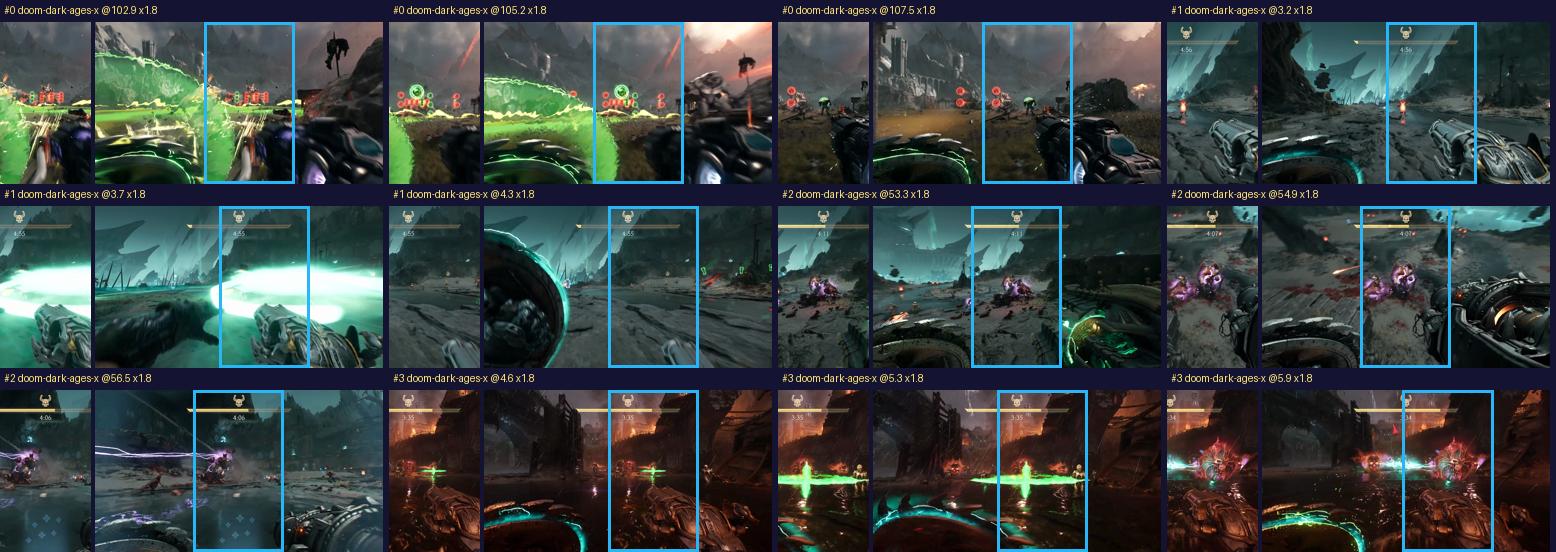 #0 doom-dark-ages-x @102.9 x1.8
#0 doom-dark-ages-x @105.2 x1.8
#0 doom-dark-ages-x @107.5 x1.8
#1 doom-dark-ages-x @3.2 x1.8
4:56
4:56
#1 doom-dark-ages-x @3.7 x1.8
#1 doom-dark-ages-x @4.3 x1.8
#2 doom-dark-ages-x @53.3 x1.8
#2 doom-dark-ages-x @54.9 x1.8
4:55
4:55
4:55
4:55
4:11
4:11
4:07
4:07
#2 doom-dark-ages-x @56.5 x1.8
#3 doom-dark-ages-x @4.6 x1.8
#3 doom-dark-ages-x @5.3 x1.8
#3 doom-dark-ages-x @5.9 x1.8
4:06
4:06
3:35
3:35
3:35
3:35